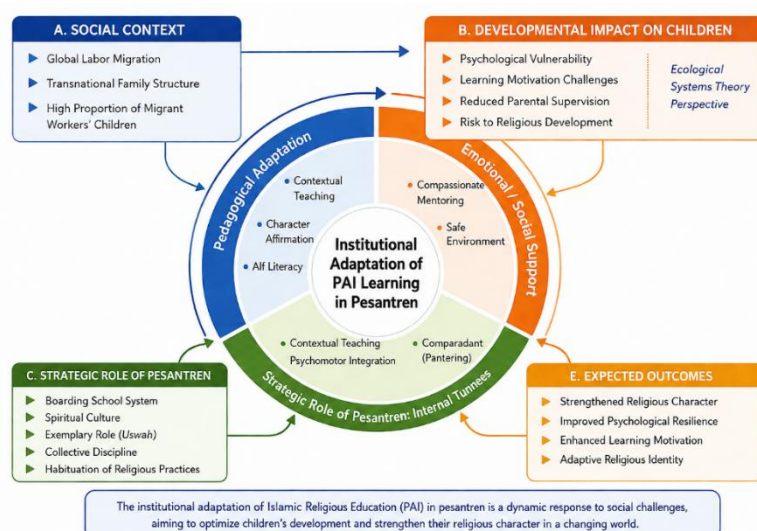 A. SOCIAL CONTEXT
Global Labor Migration
Transnational Family Structure
High Proportion of Migrant
Workers' Children
B. DEVELOPMENTAL IMPACT ON CHILDREN
Psychological Vulnerability
Learning Motivation Challenges
Reduced Parental Supervision
Risk to Religious Development
Ecological
Systems Theory
Perspective
Pedagogical Adaptation
Contextual
Teaching
Character
Affirmation
Alf Literacy
Emotional / Social Support
Compassionate
Mentoring
Safe
Environment
Institutional
Adaptation of
PAI Learning
in Pesantren
Contextual Teaching
Psychomotor Integration
Comparadant
(Pantering)
Strategic Role of Pesantren: Internal Tunnees
C. STRATEGIC ROLE OF PESANTREN
Boarding School System
Spiritual Culture
Exemplary Role (Uswah)
Collective Discipline
Habituation of Religious Practices
E. EXPECTED OUTCOMES
Strengthened Religious Character
Improved Psychological Resilience
Enhanced Learning Motivation
Adaptive Religious Identity
The institutional adaptation of Islamic Religious Education (PAI) in pesantren is a dynamic response to social challenges,
aiming to optimize children's development and strengthen their religious character in a changing world.